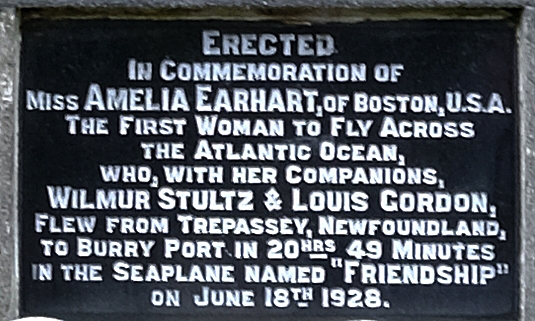 ERECTED
IN COMMEMORATION OF
MISS AMELIA EARHART, OF BOSTON, U.S.A.
THE FIRST WOMAN TO FLY ACROSS
THE ATLANTIC OCEAN,
WHO, WITH HER COMPANIONS,
WILMUR STULTZ & LOUIS GORDON,
FLEW FROM TREPASSEY, NEWFOUNDLAND,
TO BURRY PORT IN 20HRS 49 MINUTES
IN THE SEAPLANE NAMED "FRIENDSHIP"
ON JUNE 18TH 1928.